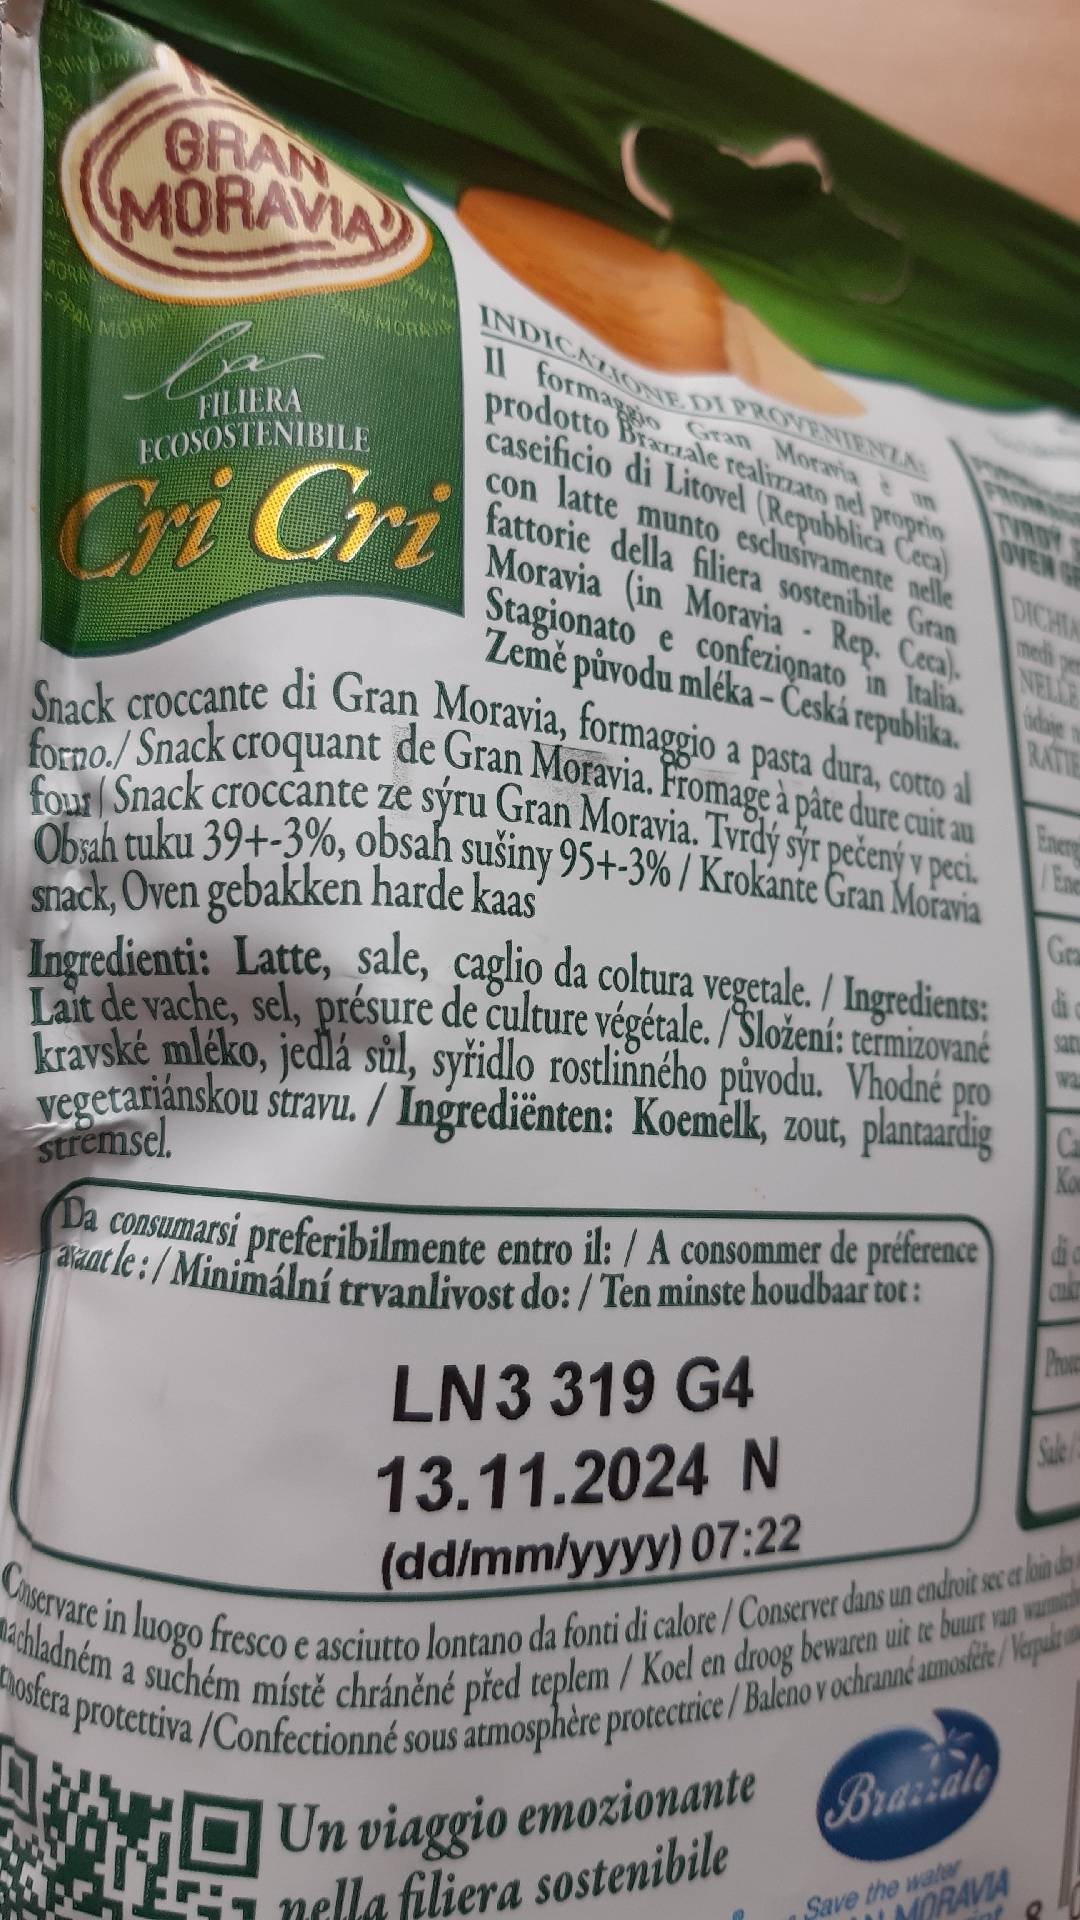 GRAN
MORAVIA
La
FILIERA
ECOSOSTENIBILE
Cri Cri
INDICAZIONE DI PROVENIENZA:
Il formaggio Gran Moravia è un
prodotto Brazzale realizzato nel proprio
caseificio di Litovel (Repubblica Ceca)
con latte munto esclusivamente nelle
fattorie della filiera sostenibile Gran
Moravia (in Moravia - Rep. Ceca).
Stagionato e confezionato in Italia.
Země původu mléka – Česká republika.
Snack croccante di Gran Moravia, formaggio a pasta dura, cotto al
forno./ Snack croquant de Gran Moravia. Fromage à pâte dure cuit au
four / Snack croccante ze sýru Gran Moravia. Tvrdý sýr pečený v peci.
Obsah tuku 39+-3%, obsah sušiny 95+-3% / Krokante Gran Moravia
snack, Oven gebakken harde kaas
Ingredienti: Latte, sale, caglio da coltura vegetale. / Ingredients:
Lait de vache, sel, présure de culture végétale. / Složení: termizované
kravské mléko, jedlá sůl, syřidlo rostlinného původu. Vhodné pro
vegetariánskou stravu. / Ingrediënten: Koemelk, zout, plantaardig
stremsel.
Da consumarsi preferibilmente entro il: / A consommer de préference
avant le : / Minimální trvanlivost do: / Ten minste houdbaar tot :
LN3 319 G4
13.11.2024 N
(dd/mm/yyyy) 07:22
Conservare in luogo fresco e asciutto lontano da fonti di calore / Conserver dans un endroit sec et loin des
nachladném a suchém místě chráněné před teplem / Koel en droog bewaren uit te buurt van
protettiva /Confectionné sous atmosphère protectrice / Baleno v ochranné atmosféře / Verpakt
Un viaggio emozionante
nella filiera sostenibile
Brazzale
Save the water
MORAVIA